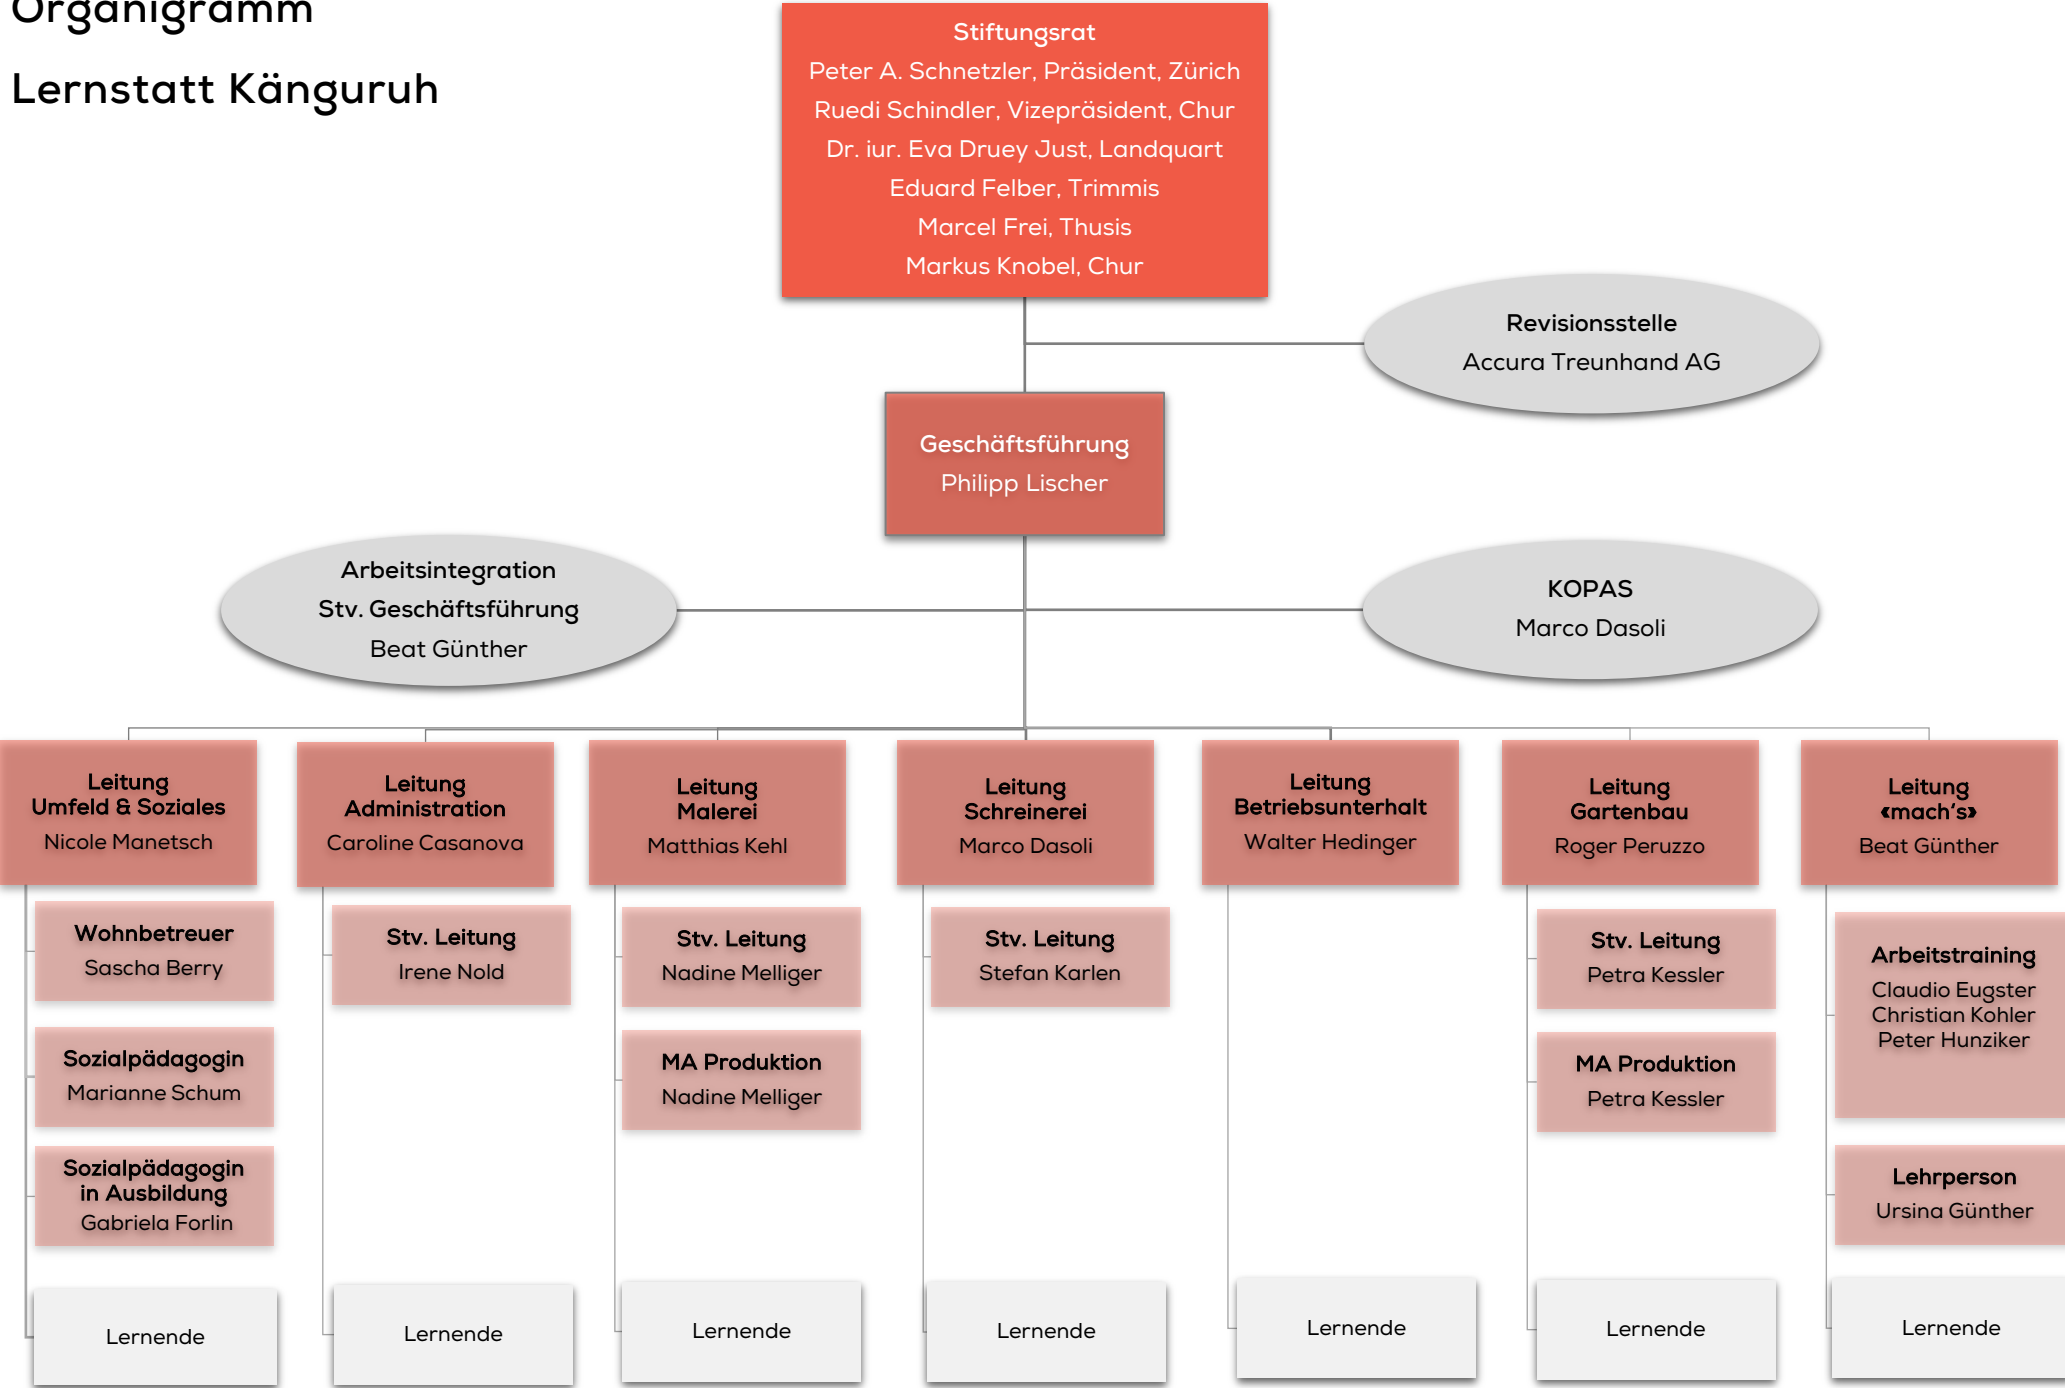 Organigramm
Lernstatt Känguruh
Stiftungsrat
Peter A. Schnetzler, Präsident, Zürich
Ruedi Schindler, Vizepräsident, Chur
Dr. iur. Eva Druey Just, Landquart
Eduard Felber, Trimmis
Marcel Frei, Thusis
Markus Knobel, Chur
Revisionsstelle
Accura Treunhand AG
Geschäftsführung
Philipp Lischer
Arbeitsintegration
Stv. Geschäftsführung
Beat Günther
KOPAS
Marco Dasoli
Leitung
Umfeld & Soziales
Nicole Manetsch
Wohnbetreuer
Sascha Berry
Sozialpädagogin
Marianne Schum
Sozialpädagogin
in Ausbildung
Gabriela Forlin
Lernende
Leitung
Administration
Caroline Casanova
Stv. Leitung
Irene Nold
Lernende
Leitung
Malerei
Matthias Kehl
Stv. Leitung
Nadine Melliger
MA Produktion
Nadine Melliger
Lernende
Leitung
Schreinerei
Marco Dasoli
Stv. Leitung
Stefan Karlen
Lernende
Leitung
Betriebsunterhalt
Walter Hedinger
Lernende
Leitung
Gartenbau
Roger Peruzzo
Stv. Leitung
Petra Kessler
MA Produktion
Petra Kessler
Lernende
Leitung
«mach‘s»
Beat Günther
Arbeitstraining
Claudio Eugster
Christian Kohler
Peter Hunziker
Lehrperson
Ursina Günther
Lernende